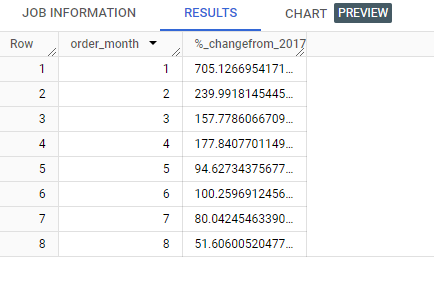 JOB INFORMATION RESULTS CHART PREVIEW
Row order_month %_changefrom_2017
1 1 705.1266954171...
2 2 239.9918145445...
3 3 157.7786066709...
4 4 177.8407701149...
5 5 94.62734375677...
6 6 100.2596912456...
7 7 80.04245463390...
8 8 51.60600520477...